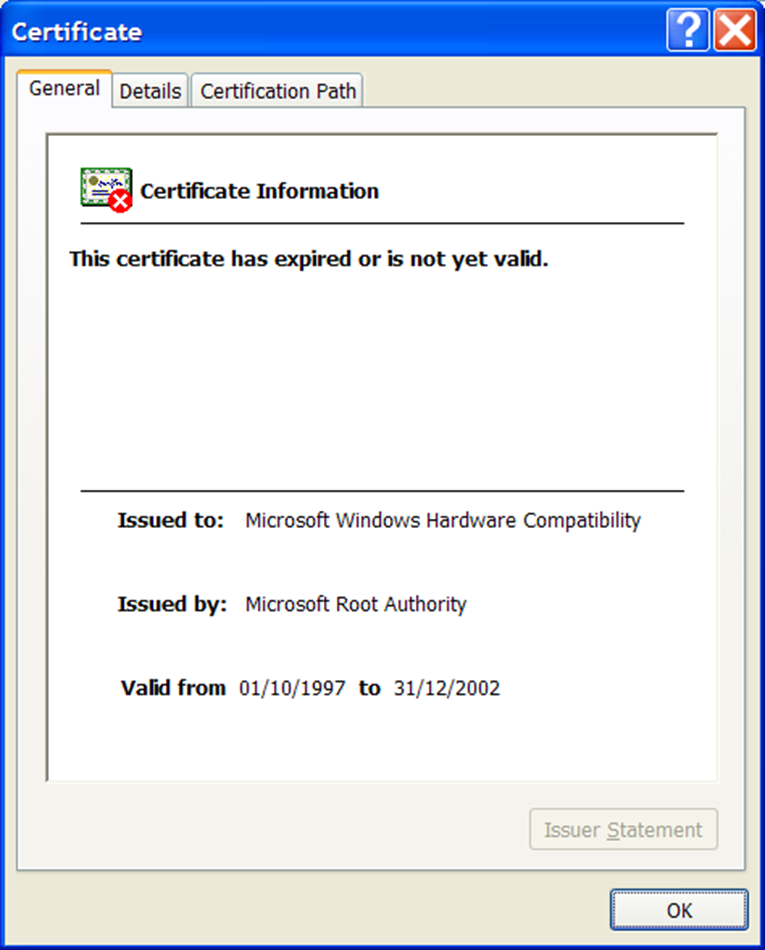 Certificate
General Details Certification Path
Certificate Information
This certificate has expired or is not yet valid.
Issued to: Microsoft Windows Hardware Compatibility
Issued by: Microsoft Root Authority
Valid from 01/10/1997 to 31/12/2002
Issuer Statement
OK